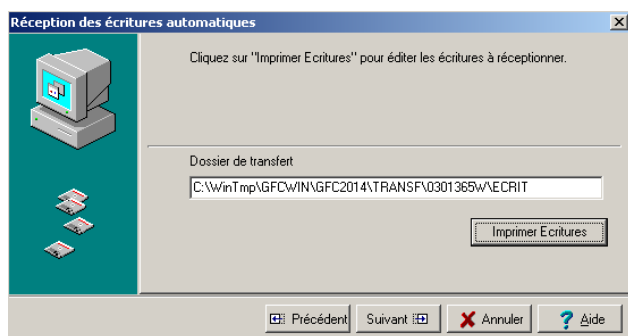 Réception des écritures automatiques
Cliquez sur "Imprimer Ecritures" pour éditer les écritures à réceptionner.
Dossier de transfert
C:\WinTmp\GFCWIN\GFC2014\TRANSF\0301365W\ECRIT
Imprimer Ecritures
Précédent Suivant Annuler ? Aide